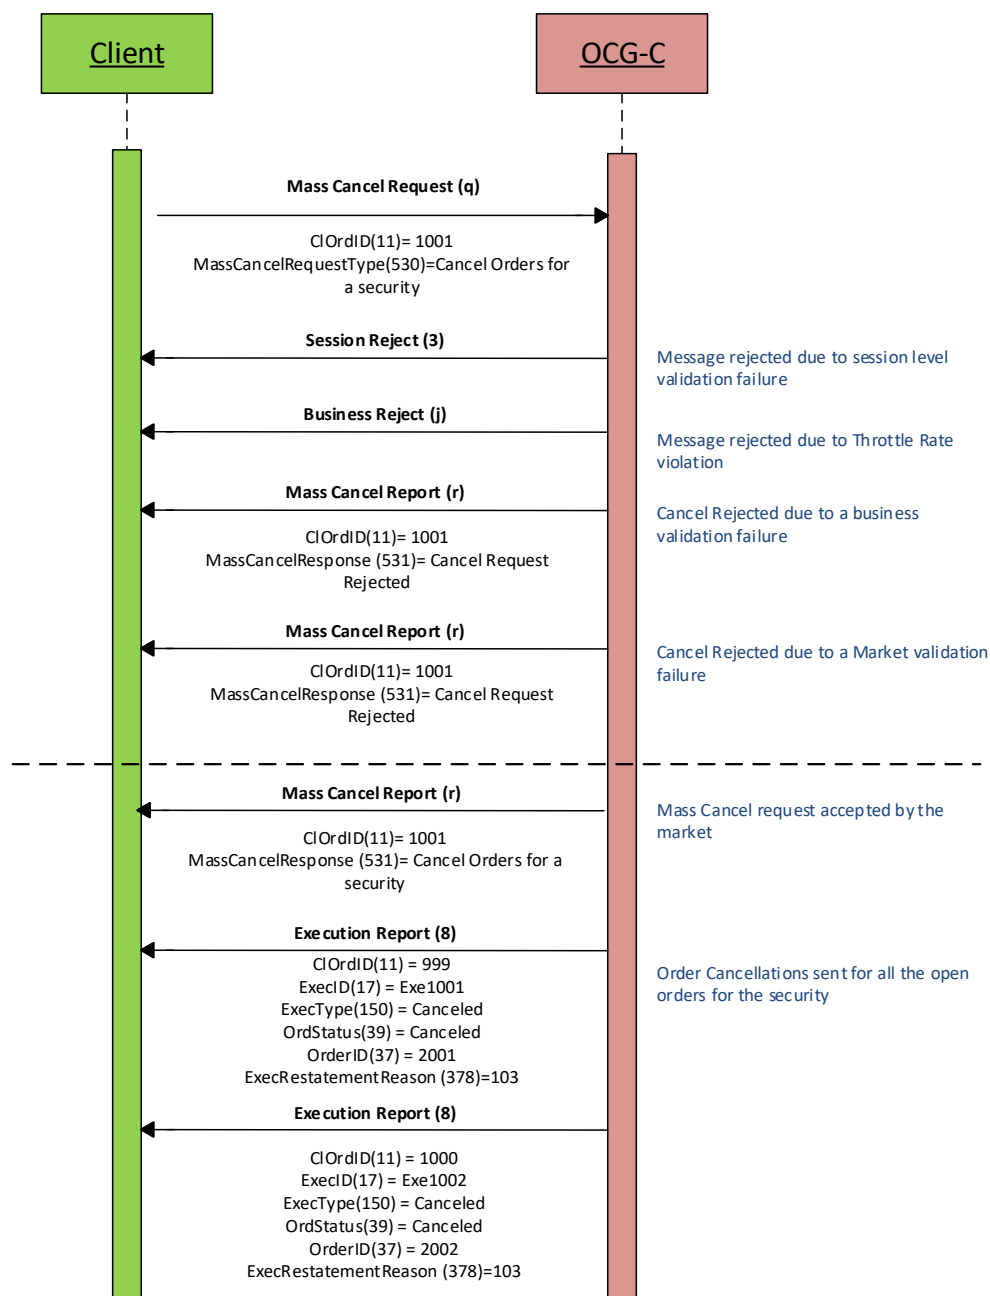 Client
OCG-C
Mass Cancel Request (q)
ClOrdID(11)= 1001
MassCancelRequestType(530)=Cancel Orders for
a security
Session Reject (3)
Message rejected due to session level
validation failure
Business Reject (j)
Message rejected due to Throttle Rate
violation
Mass Cancel Report (r)
Cancel Rejected due to a business
validation failure
ClOrdID(11)= 1001
MassCancelResponse (531)= Cancel Request
Rejected
Mass Cancel Report (r)
Cancel Rejected due to a Market validation
failure
ClOrdID(11)= 1001
MassCancelResponse (531)= Cancel Request
Rejected
Mass Cancel Report (r)
Mass Cancel request accepted by the
market
ClOrdID(11)= 1001
MassCancelResponse (531)= Cancel Orders for a
security
Execution Report (8)
Order Cancellations sent for all the open
orders for the security
ClOrdID(11) = 999
ExecID(17) = Exe1001
ExecType(150) = Canceled
OrdStatus(39) = Canceled
OrderID(37) = 2001
ExecRestatementReason (378)=103
Execution Report (8)
ClOrdID(11) = 1000
ExecID(17) = Exe1002
ExecType(150) = Canceled
OrdStatus(39) = Canceled
OrderID(37) = 2002
ExecRestatementReason (378)=103